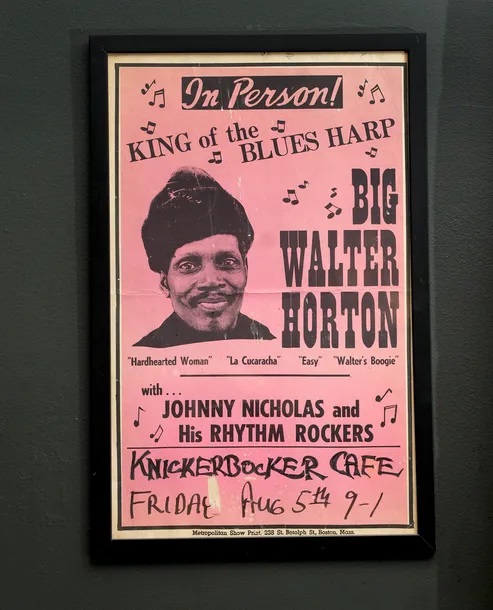 In Person!
KING of the
BLUES HARP
BIG
WALTER
HORTON
"Hardhearted Woman" "La Cucaracha" "Easy" "Walter's Boogie"
with . . .
JOHNNY NICHOLAS and
His RHYTHM ROCKERS
KNICKERBOCKER CAFE
FRIDAY AUG 5th 9-1
Metropolitan Show Print, 238 St. Botolph St., Boston, Mass.